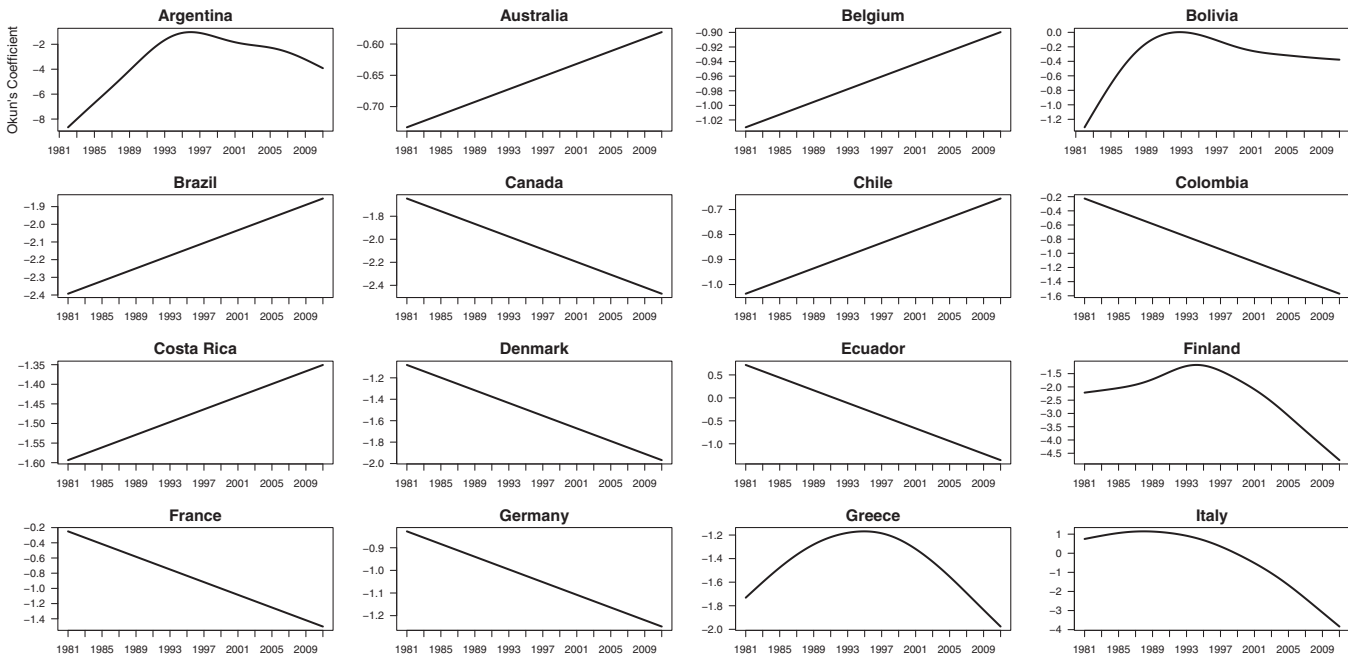 Argentina
Australia
Belgium
Bolivia
Okun's Coefficient
−2
−4
−6
−8
1981 1985 1989 1993 1997 2001 2005 2009
−0.60
−0.65
−0.70
1981 1985 1989 1993 1997 2001 2005 2009
−0.90
−0.92
−0.94
−0.96
−0.98
−1.00
−1.02
1981 1985 1989 1993 1997 2001 2005 2009
0.0
−0.2
−0.4
−0.6
−0.8
−1.0
−1.2
1981 1985 1989 1993 1997 2001 2005 2009
Brazil
Canada
Chile
Colombia
−1.9
−2.0
−2.1
−2.2
−2.3
−2.4
1981 1985 1989 1993 1997 2001 2005 2009
−1.8
−2.0
−2.2
−2.4
1981 1985 1989 1993 1997 2001 2005 2009
−0.7
−0.8
−0.9
−1.0
1981 1985 1989 1993 1997 2001 2005 2009
−0.2
−0.4
−0.6
−0.8
−1.0
−1.2
−1.4
−1.6
1981 1985 1989 1993 1997 2001 2005 2009
Costa Rica
Denmark
Ecuador
Finland
−1.35
−1.40
−1.45
−1.50
−1.55
−1.60
1981 1985 1989 1993 1997 2001 2005 2009
−1.2
−1.4
−1.6
−1.8
−2.0
1981 1985 1989 1993 1997 2001 2005 2009
0.5
0.0
−0.5
−1.0
1981 1985 1989 1993 1997 2001 2005 2009
−1.5
−2.0
−2.5
−3.0
−3.5
−4.0
−4.5
1981 1985 1989 1993 1997 2001 2005 2009
France
Germany
Greece
Italy
−0.2
−0.4
−0.6
−0.8
−1.0
−1.2
−1.4
1981 1985 1989 1993 1997 2001 2005 2009
−0.9
−1.0
−1.1
−1.2
1981 1985 1989 1993 1997 2001 2005 2009
−1.2
−1.4
−1.6
−1.8
−2.0
1981 1985 1989 1993 1997 2001 2005 2009
1
0
−1
−2
−3
−4
1981 1985 1989 1993 1997 2001 2005 2009